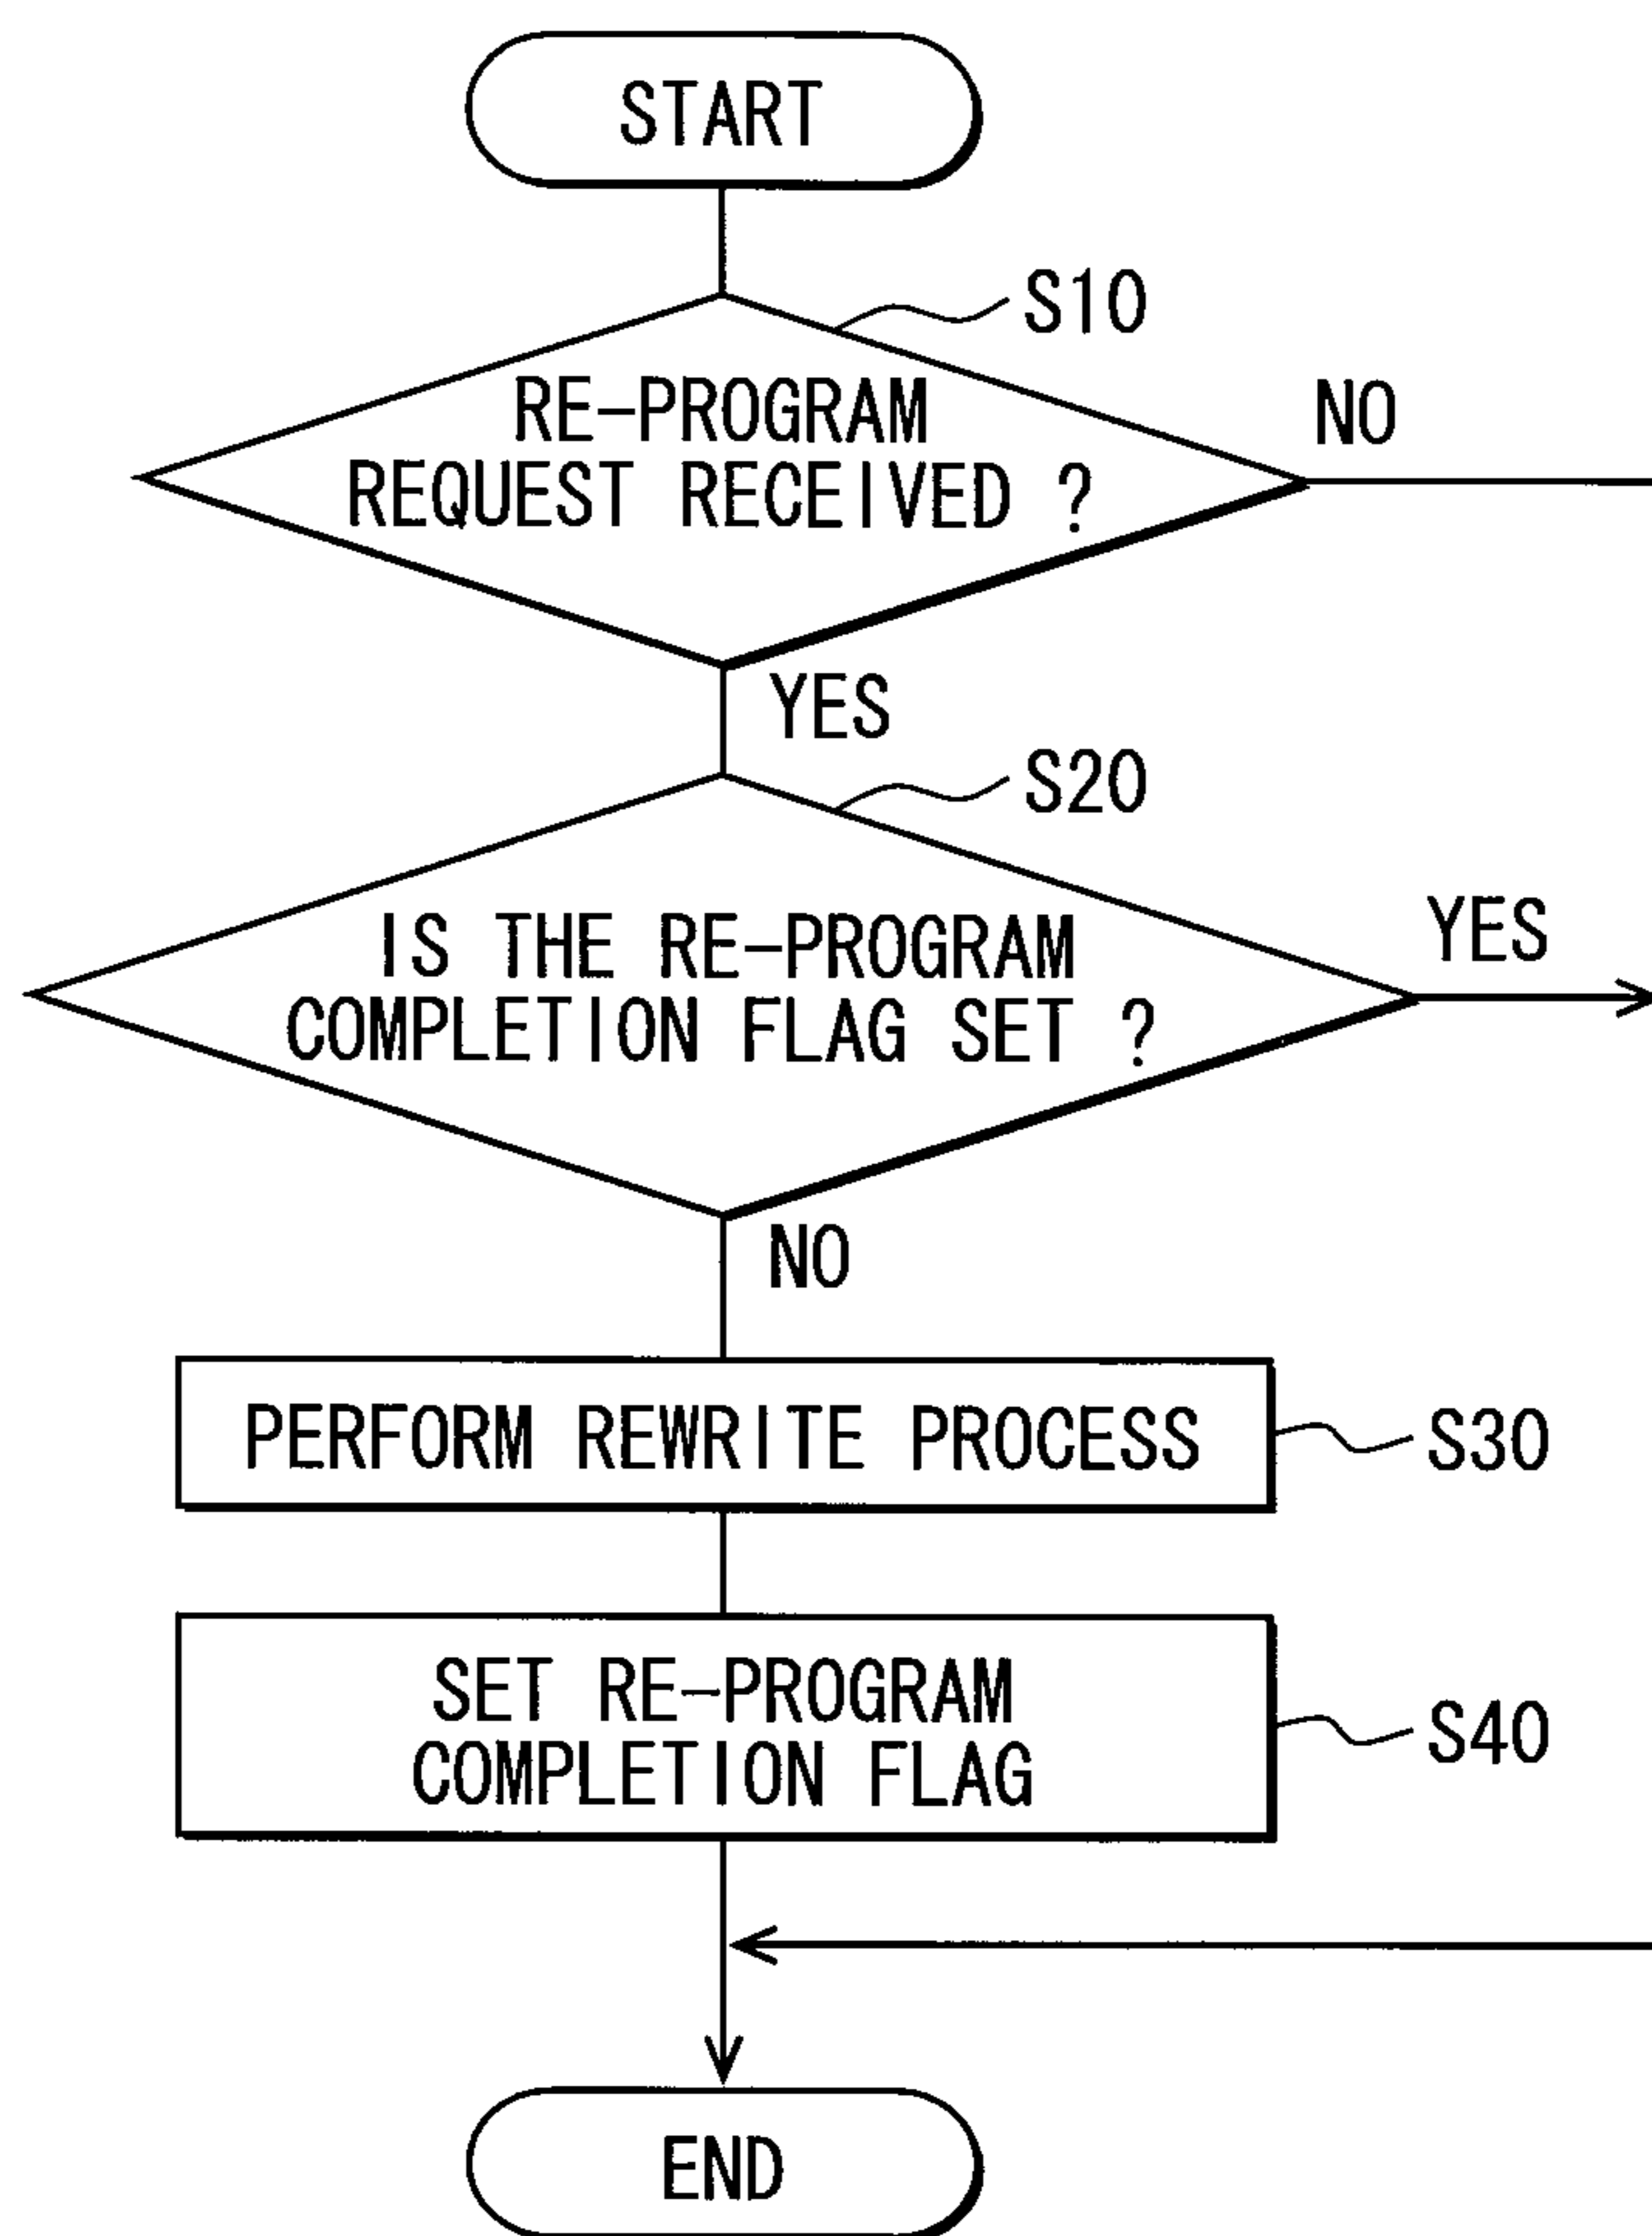 START
S10
RE-PROGRAM
REQUEST RECEIVED ?
NO
YES
S20
IS THE RE-PROGRAM
COMPLETION FLAG SET ?
YES
NO
PERFORM REWRITE PROCESS
S30
SET RE-PROGRAM
COMPLETION FLAG
S40
END